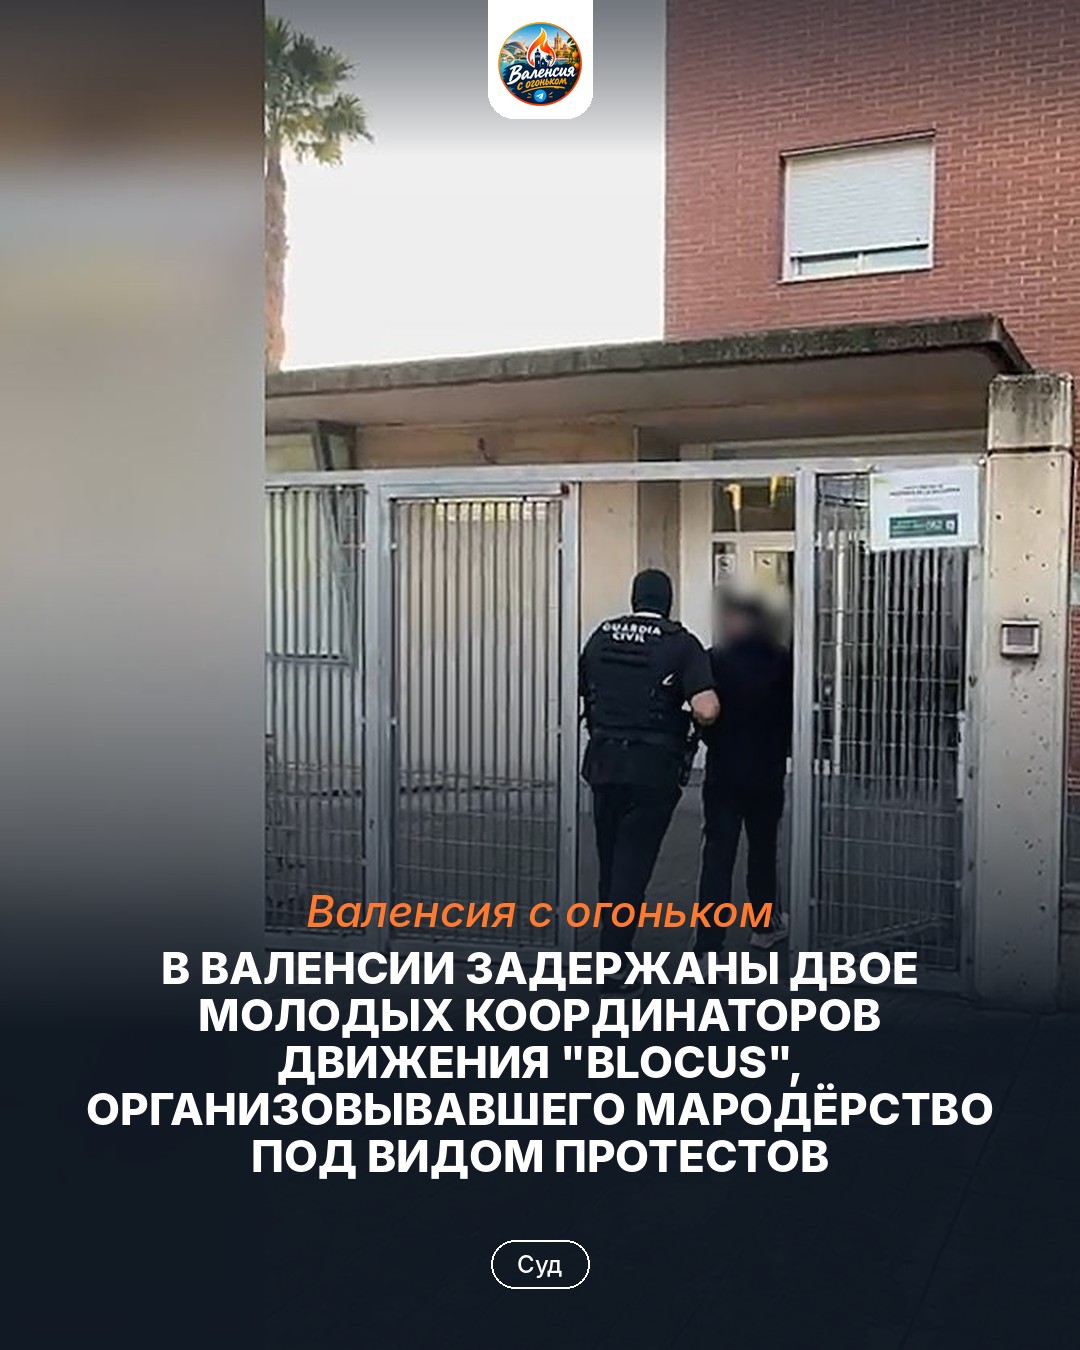 Валенсия
с огоньком
GUARDIA
CIVIL
Валенсия с огоньком
В ВАЛЕНСИИ ЗАДЕРЖАНЫ ДВОЕ
МОЛОДЫХ КООРДИНАТОРОВ
ДВИЖЕНИЯ "BLOCUS",
ОРГАНИЗОВЫВАВШЕГО МАРОДЁРСТВО
ПОД ВИДОМ ПРОТЕСТОВ
Суд